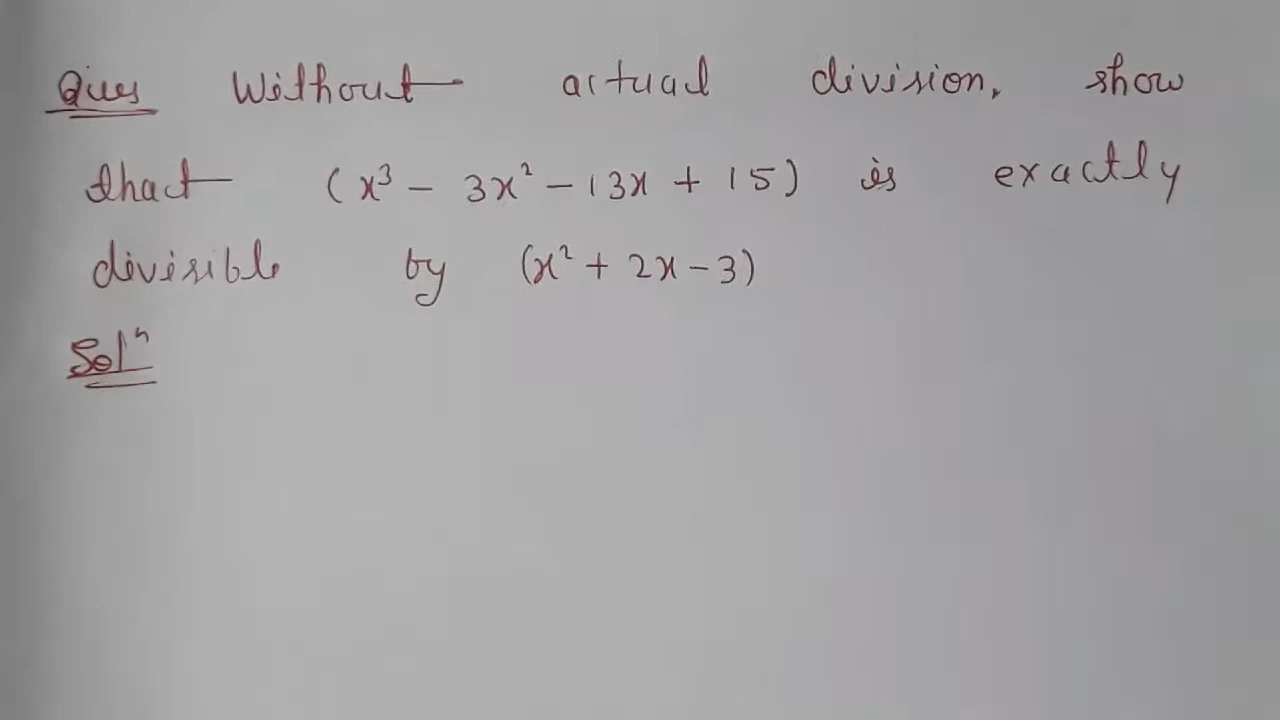 Ques Without actual division, show
that (x³ - 3x² - 13x + 15) is exactly
divisible by (x² + 2x - 3)
Solⁿ